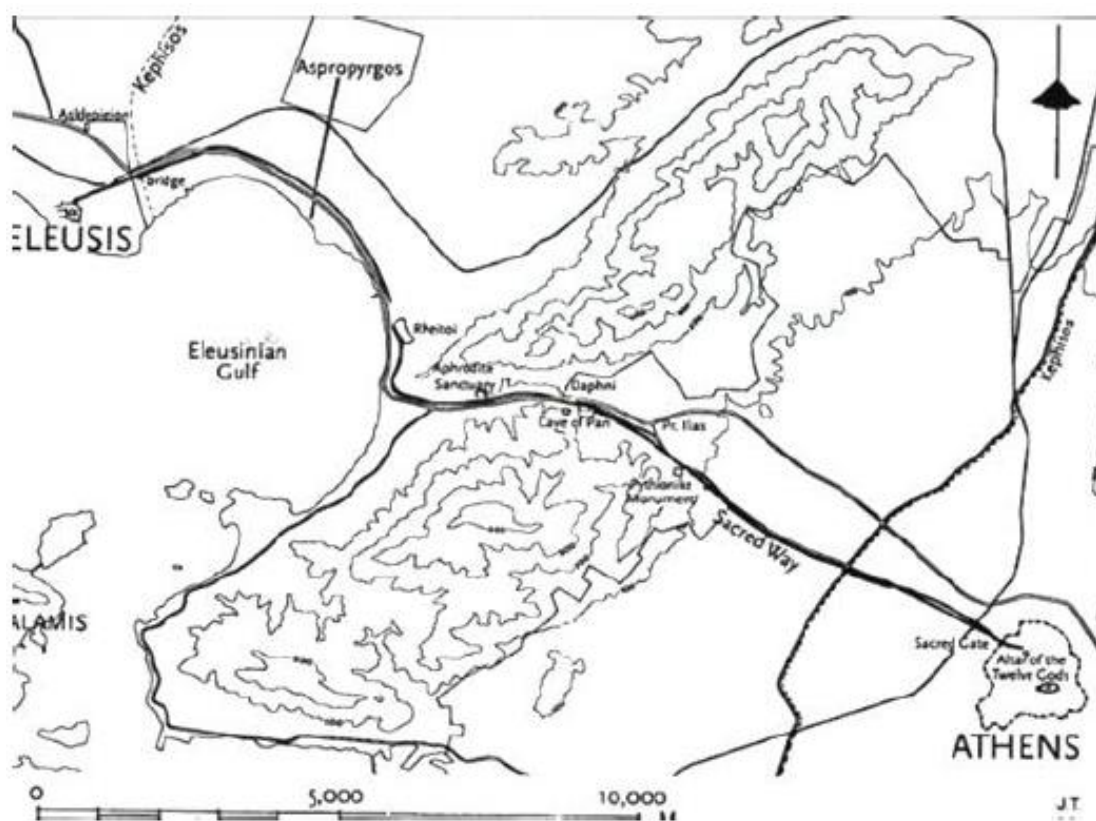 Kephisos
Aspropyrgos
Asklepieion
bridge
ELEUSIS
Rheitoi
Eleusinian
Gulf
Aphrodite
Sanctuary
Daphni
Cave of Pan
Pr. Ilias
Kephisos
Pythionike
Monument
Sacred Way
ALAMIS
Sacred Gate
Altar of the
Twelve Gods
ATHENS
0 5,000 10,000
M
J.T.